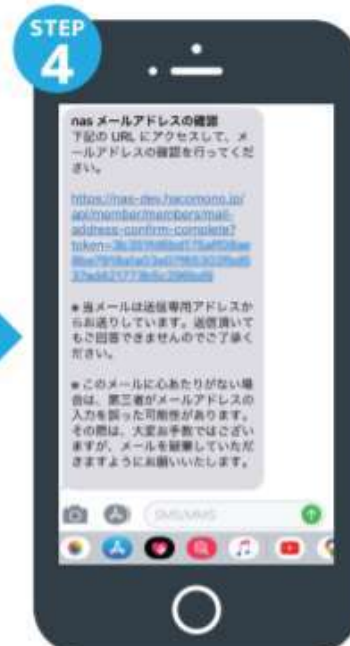 STEP
4
nas メールアドレスの確認
下記の URL にアクセスして、メ
ールアドレスの確認を行ってくだ
さい。
https://nas-dev.hacomono.jp/
api/member/members/mail-
address-confirm-complete?
＊当メールは送信専用アドレスか
らお送りしています。送信頂いて
もご回答できませんのでご了承く
ださい。
＊このメールに心あたりがない場
合は、第三者がメールアドレスの
入力を誤った可能性があります。
その際は、大変お手数ではござい
ますが、メールを破棄していただ
きますようにお願いいたします。
SMS/MMS